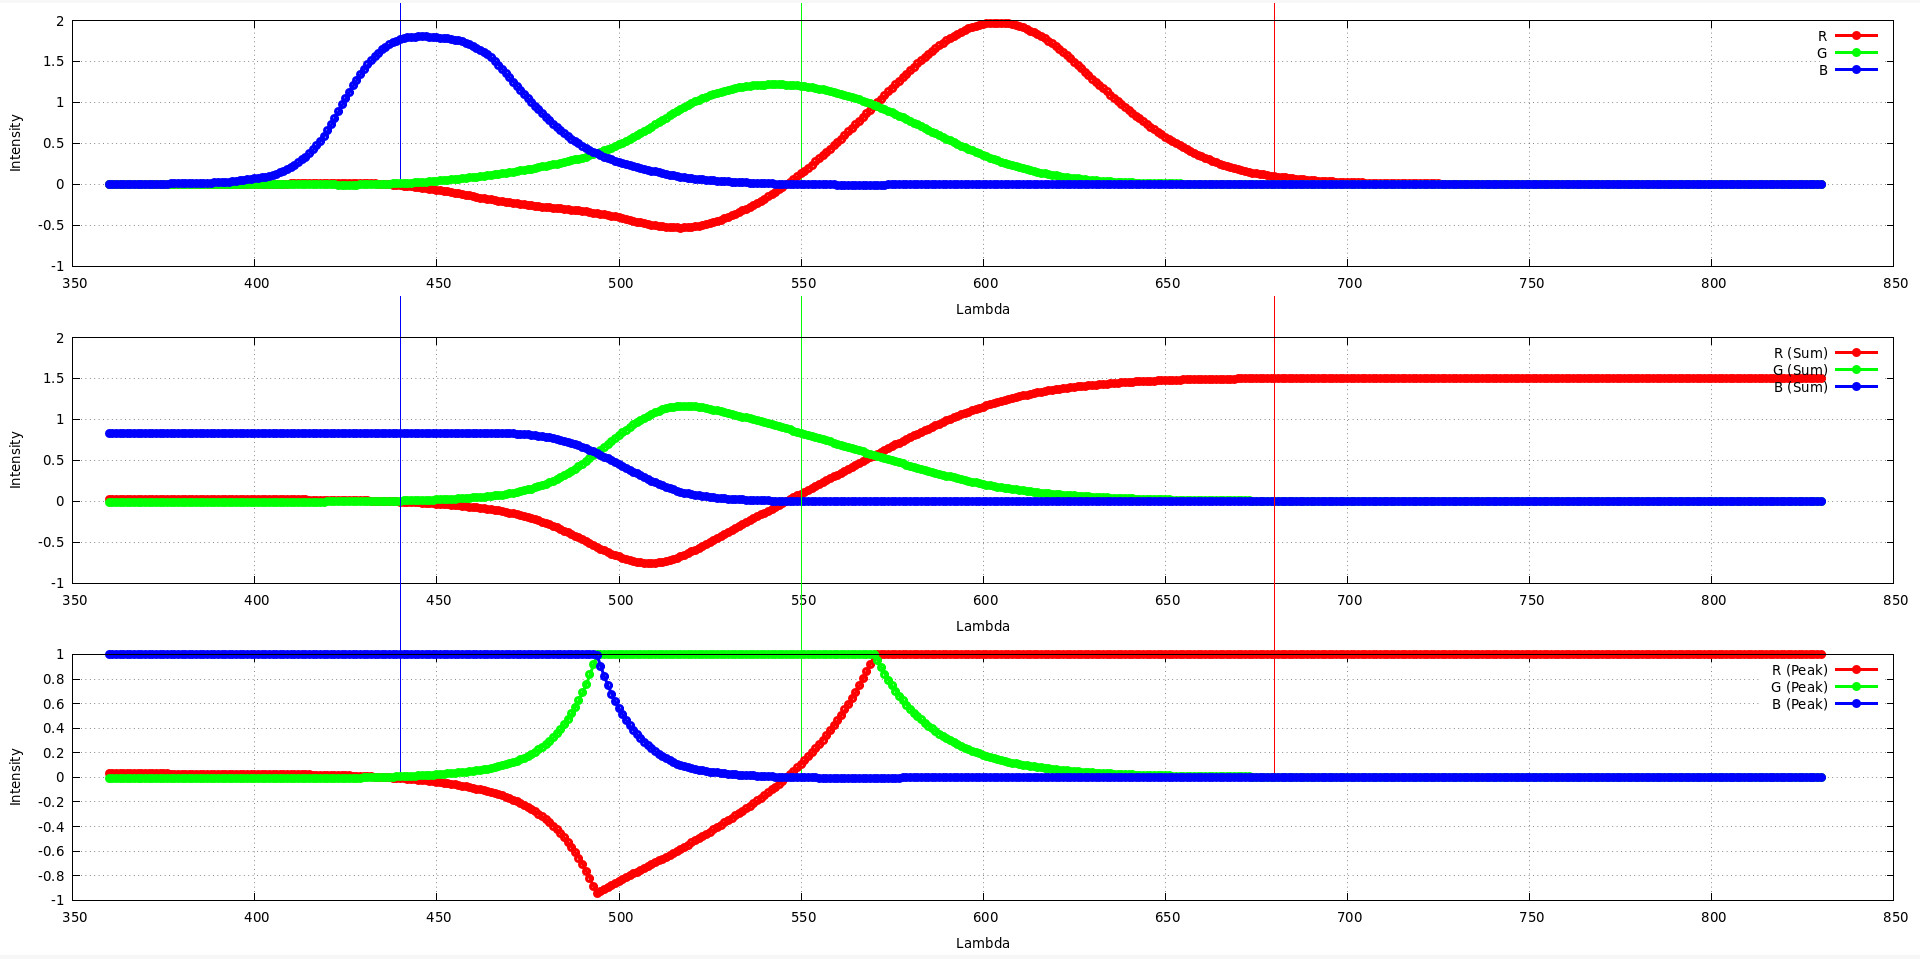 2
1.5
1
0.5
0
-0.5
-1
Intensity
R
G
B
350 400 450 500 550 600 650 700 750 800 850
Lambda
2
1.5
1
0.5
0
-0.5
-1
Intensity
R (Sum)
G (Sum)
B (Sum)
350 400 450 500 550 600 650 700 750 800 850
Lambda
1
0.8
0.6
0.4
0.2
0
-0.2
-0.4
-0.6
-0.8
-1
Intensity
R (Peak)
G (Peak)
B (Peak)
350 400 450 500 550 600 650 700 750 800 850
Lambda